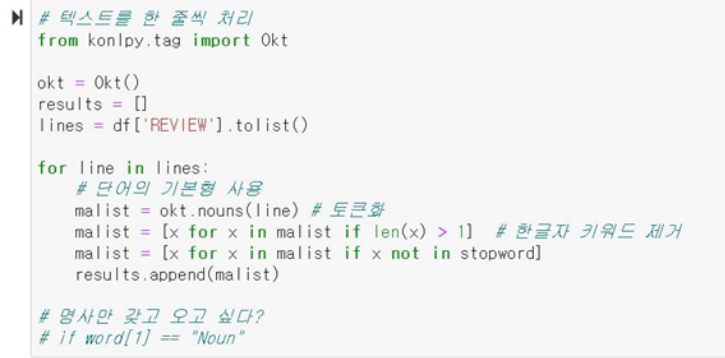 # 텍스트를 한 줄씩 처리
from konlpy.tag import Okt
okt = Okt()
results = []
lines = df['REVIEW'].tolist()
for line in lines:
# 단어의 기본형 사용
malist = okt.nouns(line) # 토큰화
malist = [x for x in malist if len(x) > 1] # 한글자 키워드 제거
malist = [x for x in malist if x not in stopword]
results.append(malist)
# 명사만 갖고 오고 싶다?
# if word[1] == "Noun"